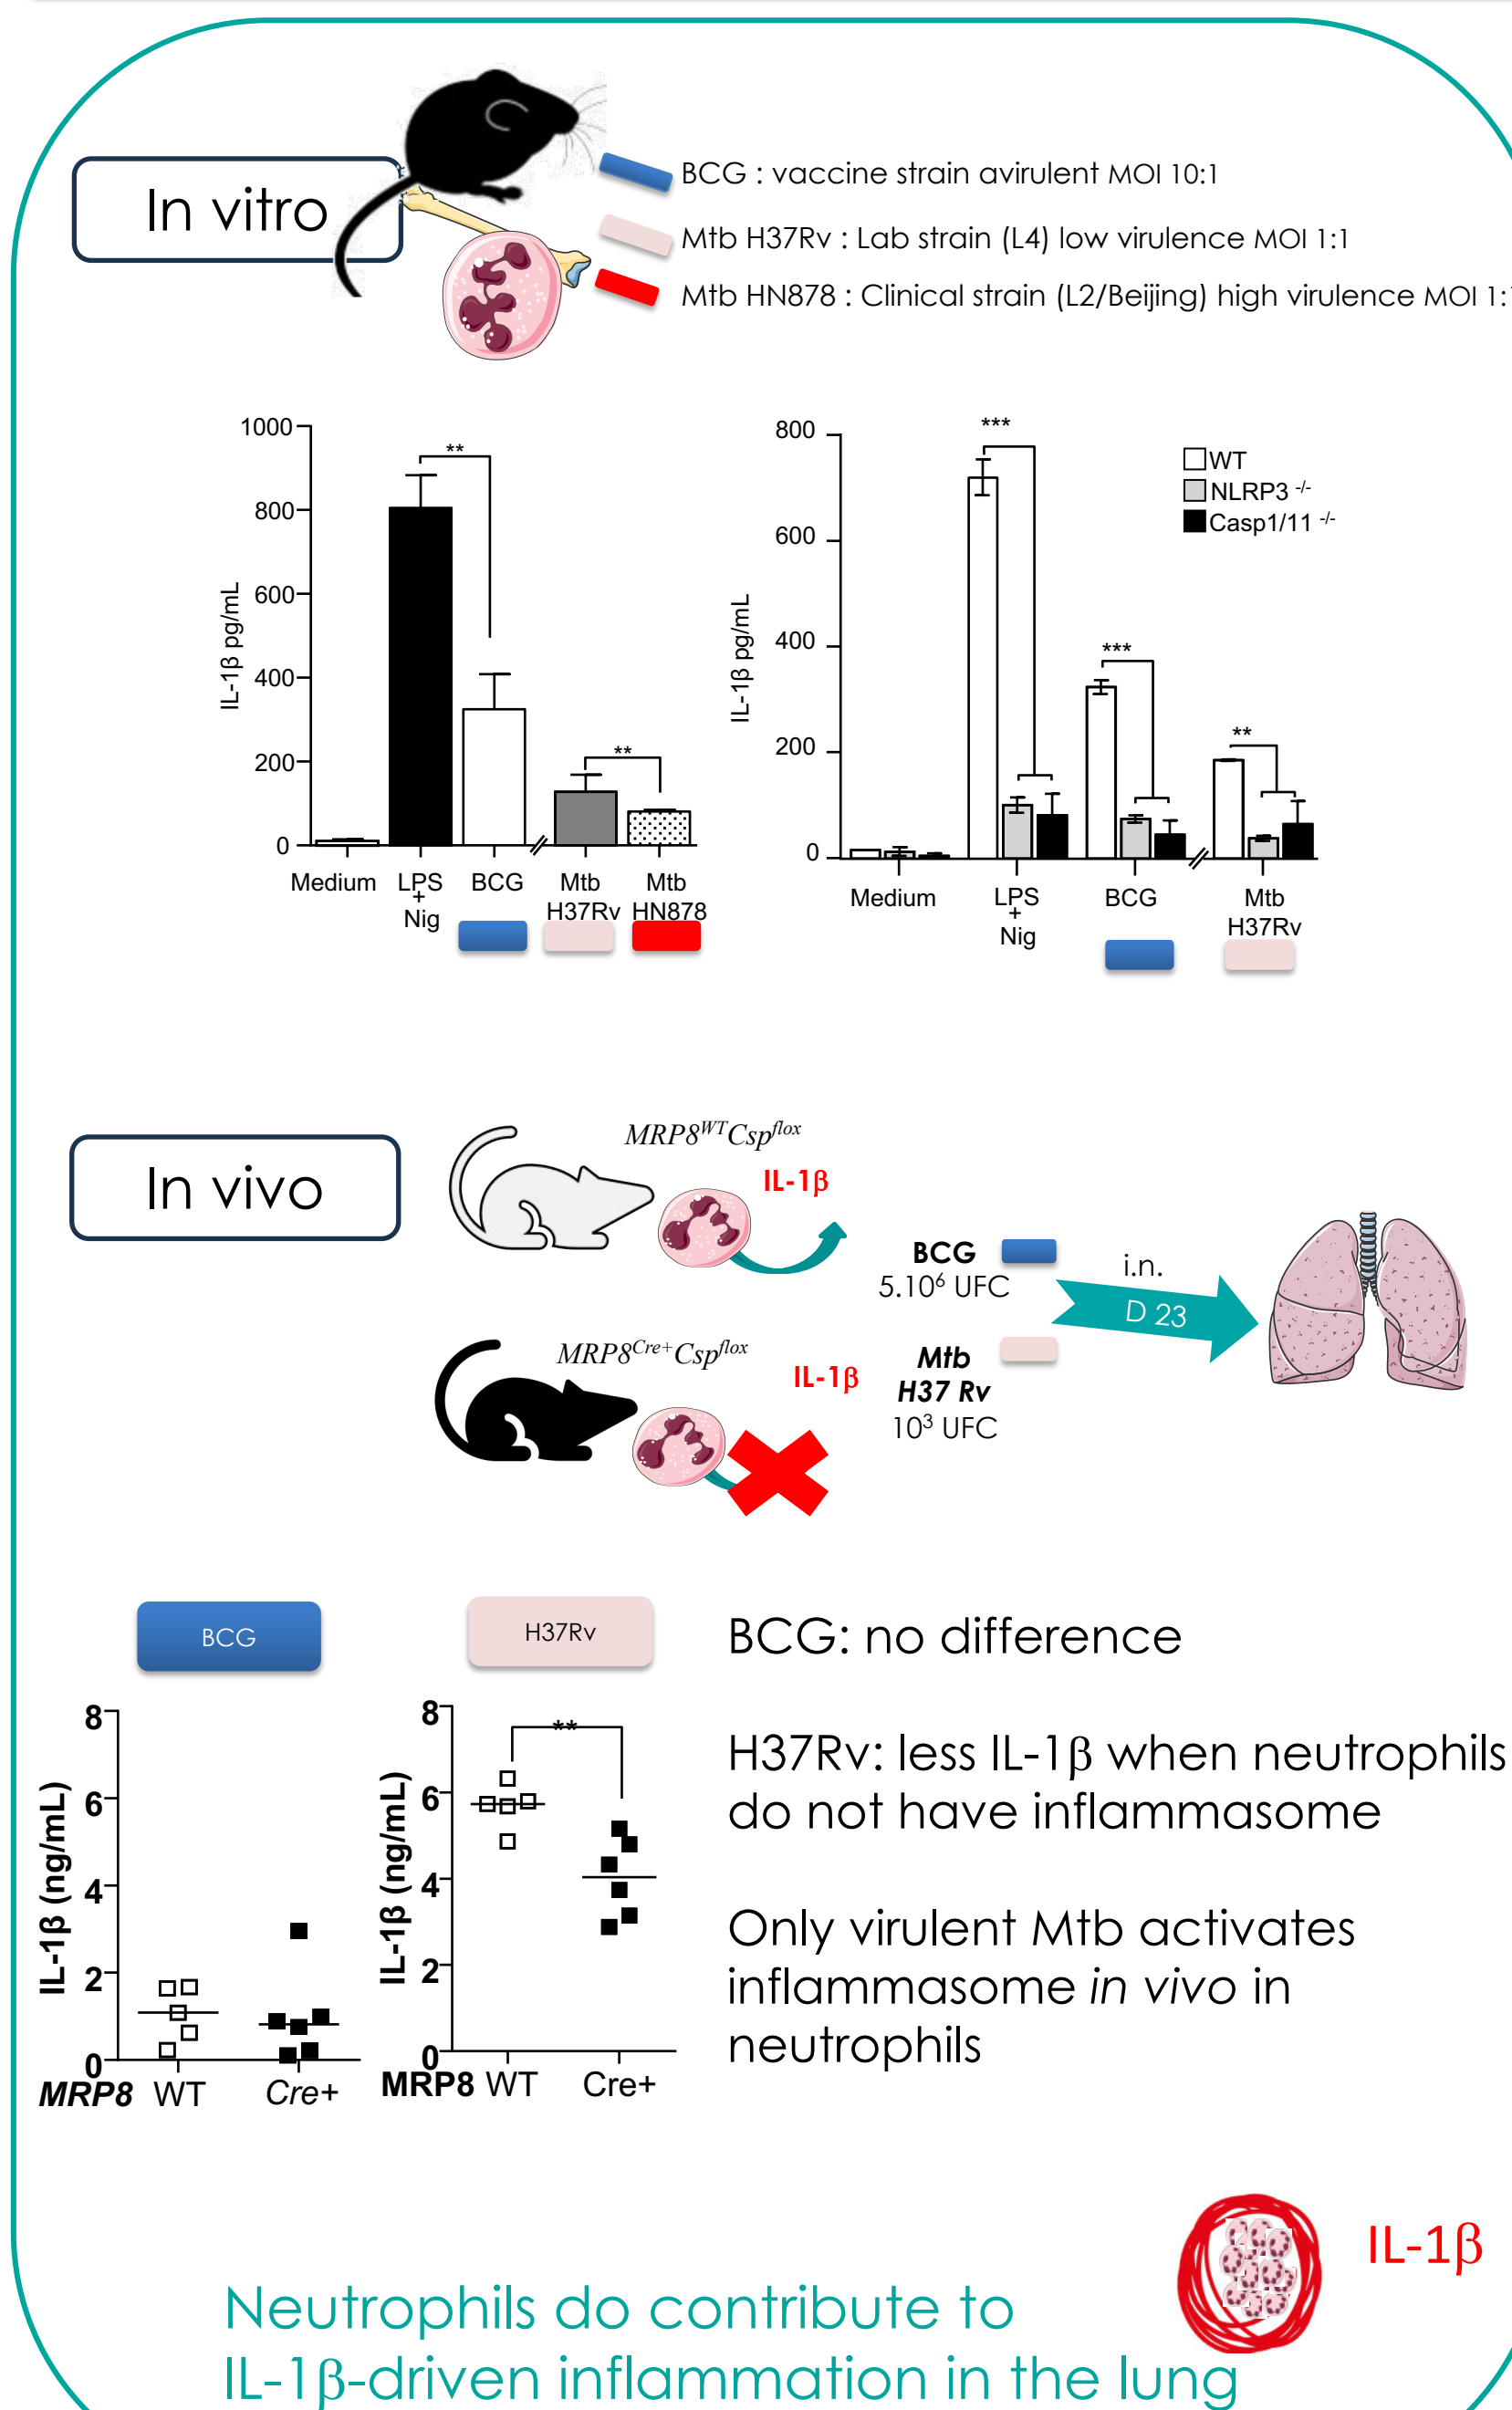 In vitro
BCG : vaccine strain avirulent MOI 10:1
Mtb H37Rv : Lab strain (L4) low virulence MOI 1:1
Mtb HN878 : Clinical strain (L2/Beijing) high virulence MOI 1:
1000
800
600
400
200
0
IL-1β pg/mL
**
**
Medium
LPS
+
Nig
BCG
Mtb
H37Rv
Mtb
HN878
800
600
400
200
0
IL-1β pg/mL
***
***
**
WT
NLRP3 -/-
Casp1/11 -/-
Medium
LPS
+
Nig
BCG
Mtb
H37Rv
In vivo
MRP8WTCspflox
IL-1β
BCG
5.10⁶ UFC
i.n.
D 23
MRP8Cre+Cspflox
IL-1β
Mtb
H37 Rv
10³ UFC
BCG
8
6
4
2
0
IL-1β (ng/mL)
MRP8 WT Cre+
H37Rv
8
6
4
2
0
IL-1β (ng/mL)
**
MRP8 WT Cre+
BCG: no difference
H37Rv: less IL-1β when neutrophils
do not have inflammasome
Only virulent Mtb activates
inflammasome in vivo in
neutrophils
IL-1β
Neutrophils do contribute to
IL-1β-driven inflammation in the lung